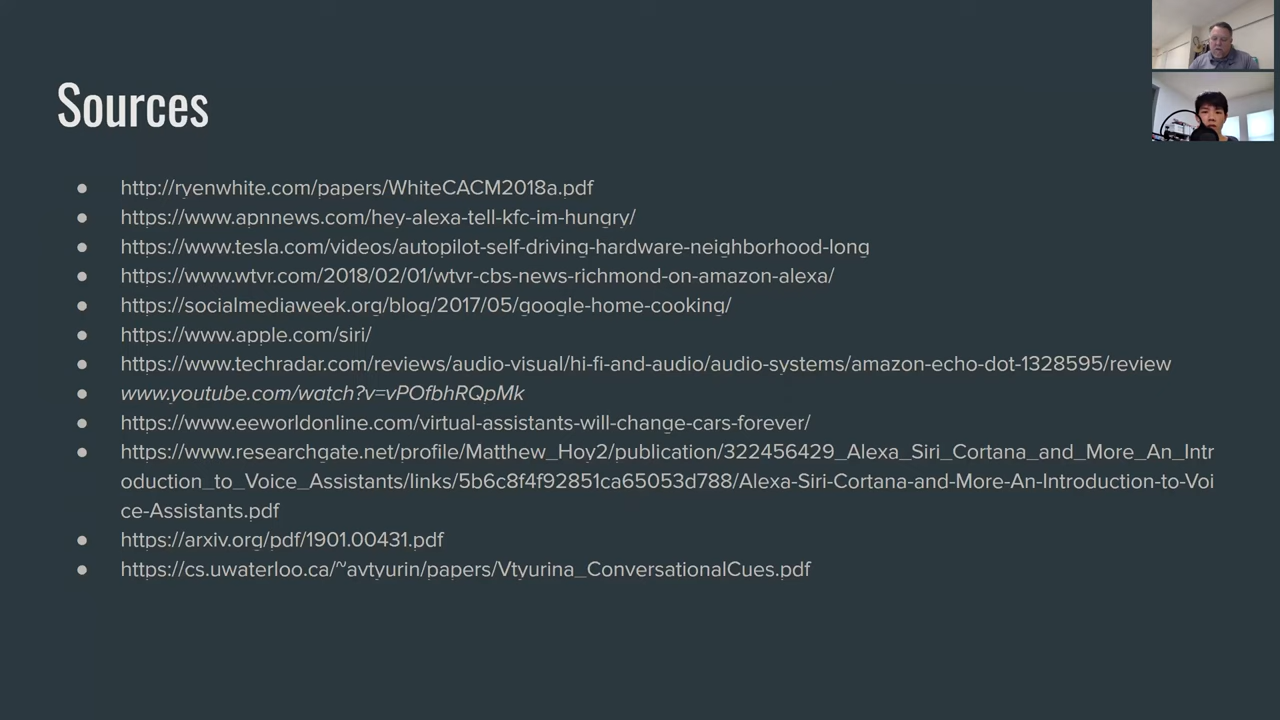 Sources
● http://ryenwhite.com/papers/WhiteCACM2018a.pdf
● https://www.apnnews.com/hey-alexa-tell-kfc-im-hungry/
● https://www.tesla.com/videos/autopilot-self-driving-hardware-neighborhood-long
● https://www.wtvr.com/2018/02/01/wtvr-cbs-news-richmond-on-amazon-alexa/
● https://socialmediaweek.org/blog/2017/05/google-home-cooking/
● https://www.apple.com/siri/
● https://www.techradar.com/reviews/audio-visual/hi-fi-and-audio/audio-systems/amazon-echo-dot-1328595/review
● www.youtube.com/watch?v=vPOfbhRQpMk
● https://www.eeworldonline.com/virtual-assistants-will-change-cars-forever/
● https://www.researchgate.net/profile/Matthew_Hoy2/publication/322456429_Alexa_Siri_Cortana_and_More_An_Intr
oduction_to_Voice_Assistants/links/5b6c8f4f92851ca65053d788/Alexa-Siri-Cortana-and-More-An-Introduction-to-Voi
ce-Assistants.pdf
● https://arxiv.org/pdf/1901.00431.pdf
● https://cs.uwaterloo.ca/~avtyurin/papers/Vtyurina_ConversationalCues.pdf